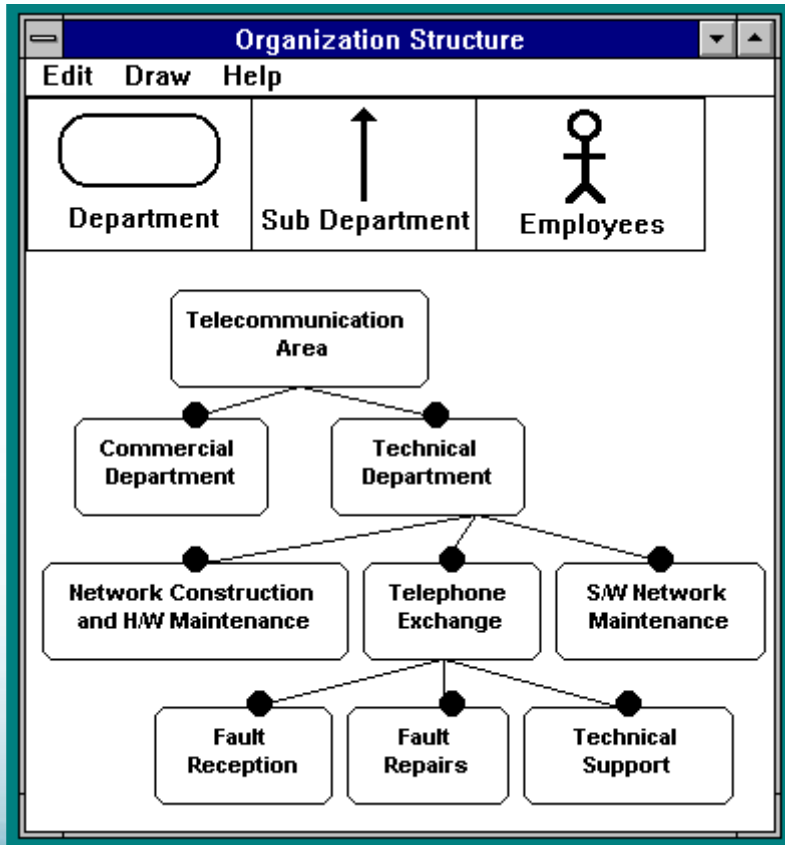 Organization Structure
Edit Draw Help
Department
Sub Department
Employees
Telecommunication
Area
Commercial
Department
Technical
Department
Network Construction
and H/W Maintenance
Telephone
Exchange
S/W Network
Maintenance
Fault
Reception
Fault
Repairs
Technical
Support